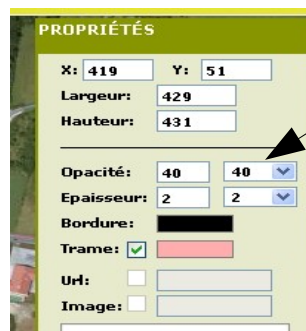 PROPRIÉTÉS
X: 419 Y: 51
Largeur: 429
Hauteur: 431
Opacité: 40 40
Epaisseur: 2 2
Bordure:
Trame:
Url:
Image: